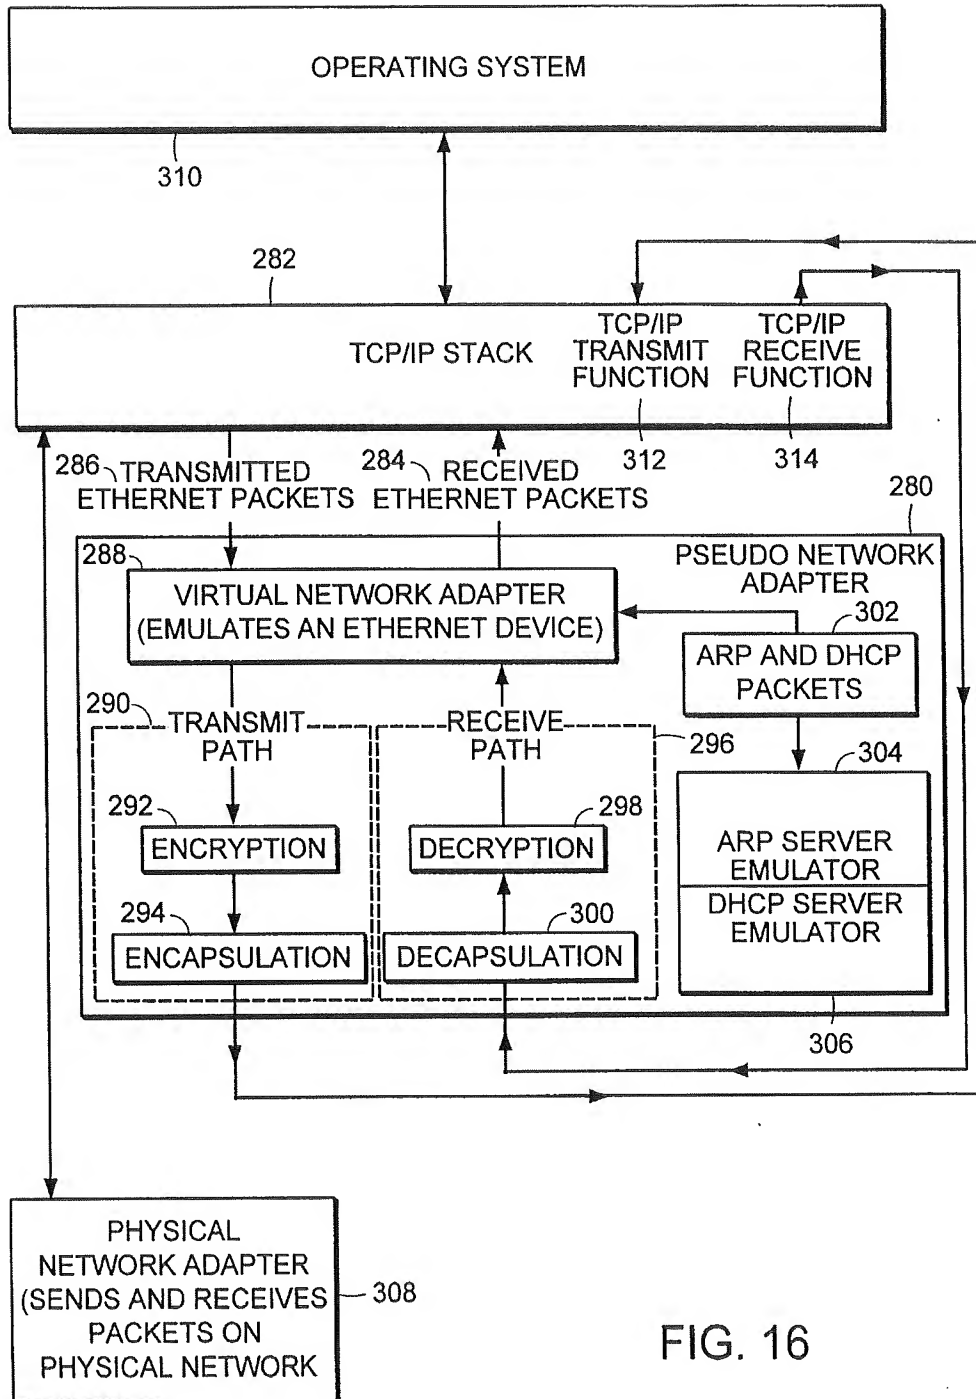 OPERATING SYSTEM
310
282
TCP/IP STACK
TCP/IP
TRANSMIT
FUNCTION
TCP/IP
RECEIVE
FUNCTION
312
314
286
TRANSMITTED
ETHERNET PACKETS
284
RECEIVED
ETHERNET PACKETS
280
288
PSEUDO NETWORK
ADAPTER
VIRTUAL NETWORK ADAPTER
(EMULATES AN ETHERNET DEVICE)
302
ARP AND DHCP
PACKETS
290
TRANSMIT
PATH
RECEIVE
PATH
296
304
292
ENCRYPTION
298
DECRYPTION
ARP SERVER
EMULATOR
DHCP SERVER
EMULATOR
294
ENCAPSULATION
300
DECAPSULATION
306
PHYSICAL
NETWORK ADAPTER
(SENDS AND RECEIVES
PACKETS ON
PHYSICAL NETWORK
308
FIG. 16